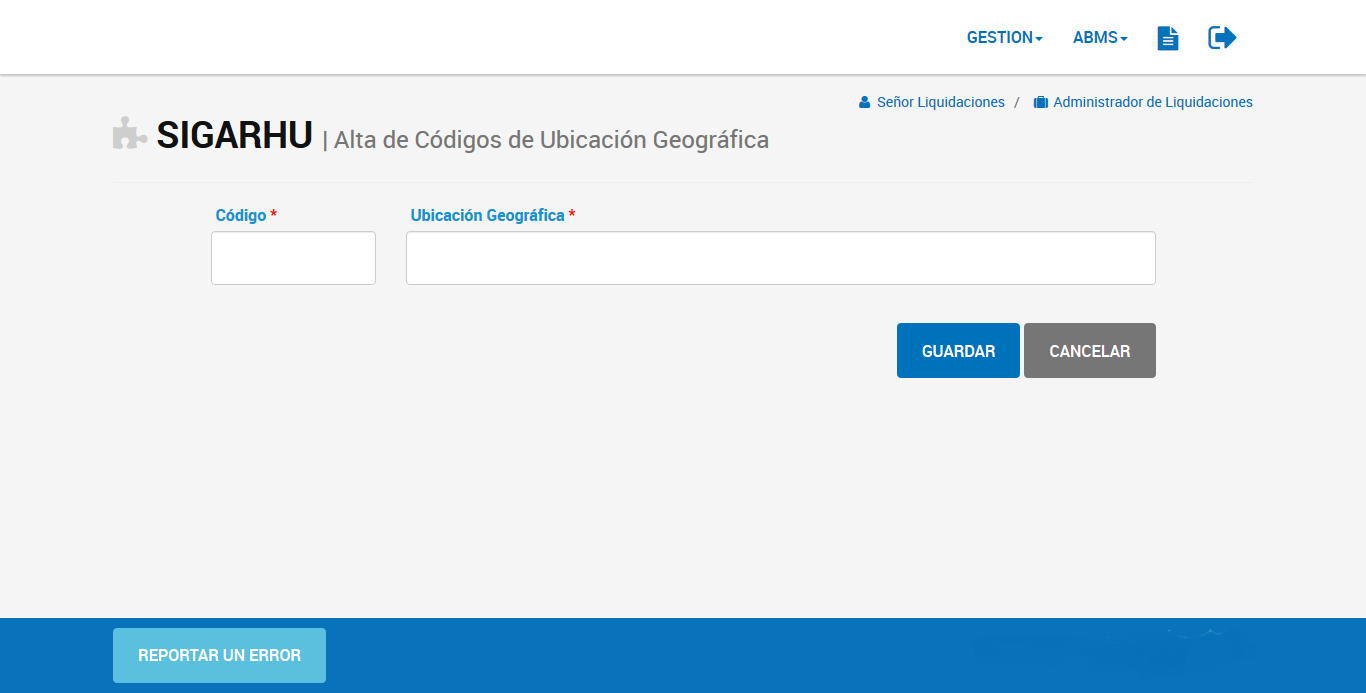 GESTION ABMS
Señor Liquidaciones / Administrador de Liquidaciones
SIGARHU | Alta de Códigos de Ubicación Geográfica
Código * Ubicación Geográfica *
GUARDAR CANCELAR
REPORTAR UN ERROR